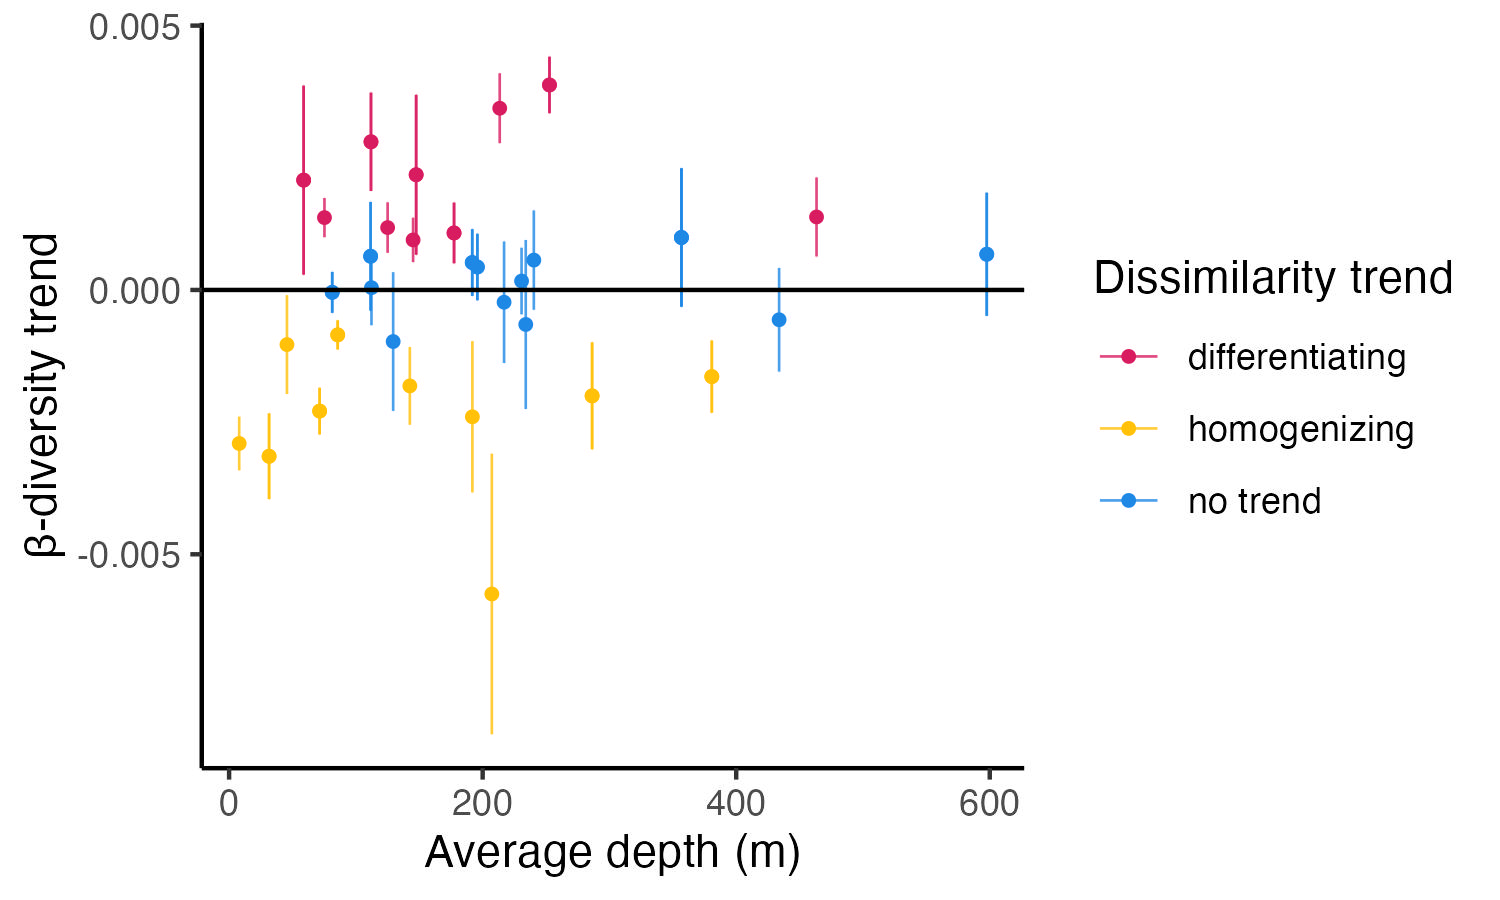 0.005
0.000
-0.005
β-diversity trend
0 200 400 600
Average depth (m)
Dissimilarity trend
differentiating
homogenizing
no trend